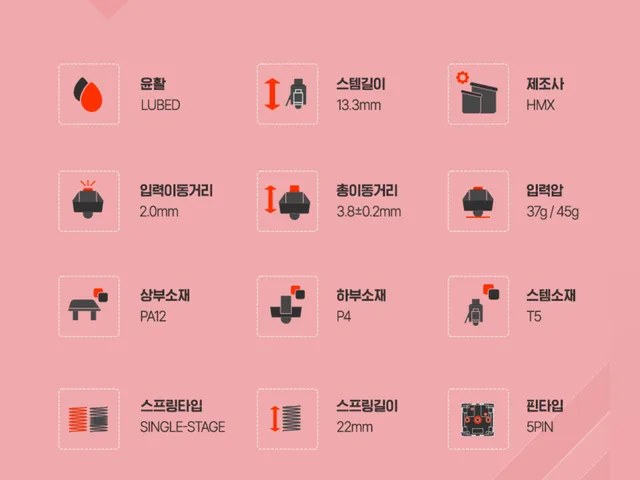 윤활
LUBED
스템길이
13.3mm
제조사
HMX
입력이동거리
2.0mm
총이동거리
3.8±0.2mm
입력압
37g / 45g
상부소재
PA12
하부소재
P4
스템소재
T5
스프링타입
SINGLE-STAGE
스프링길이
22mm
핀타입
5PIN